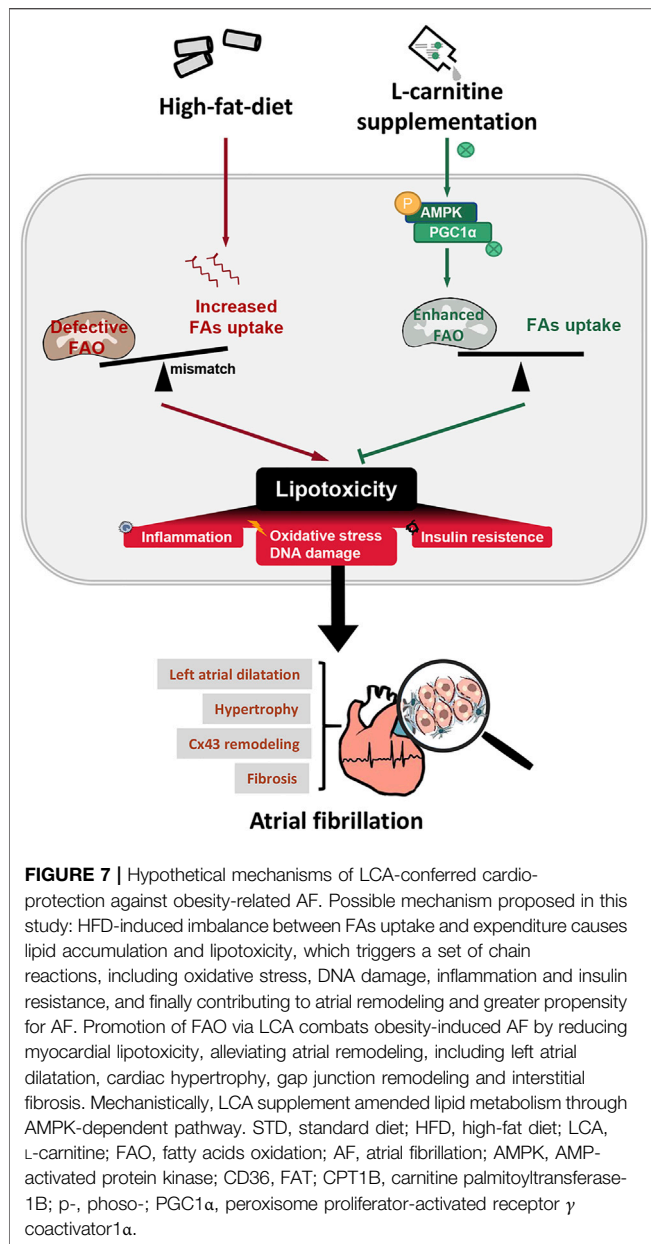 High-fat-diet
L-carnitine
supplementation
P
AMPK
PGC1α
Increased
FAs uptake
Defective
FAO
mismatch
Enhanced
FAO
FAs uptake
Lipotoxicity
Inflammation
Oxidative stress
DNA damage
Insulin resistence
Left atrial dilatation
Hypertrophy
Cx43 remodeling
Fibrosis
Atrial fibrillation
FIGURE 7 | Hypothetical mechanisms of LCA-conferred cardio-
protection against obesity-related AF. Possible mechanism proposed in this
study: HFD-induced imbalance between FAs uptake and expenditure causes
lipid accumulation and lipotoxicity, which triggers a set of chain
reactions, including oxidative stress, DNA damage, inflammation and insulin
resistance, and finally contributing to atrial remodeling and greater propensity
for AF. Promotion of FAO via LCA combats obesity-induced AF by reducing
myocardial lipotoxicity, alleviating atrial remodeling, including left atrial
dilatation, cardiac hypertrophy, gap junction remodeling and interstitial
fibrosis. Mechanistically, LCA supplement amended lipid metabolism through
AMPK-dependent pathway. STD, standard diet; HFD, high-fat diet; LCA,
L-carnitine; FAO, fatty acids oxidation; AF, atrial fibrillation; AMPK, AMP-
activated protein kinase; CD36, FAT; CPT1B, carnitine palmitoyltransferase-
1B; p-, phoso-; PGC1α, peroxisome proliferator-activated receptor γ
coactivator1α.